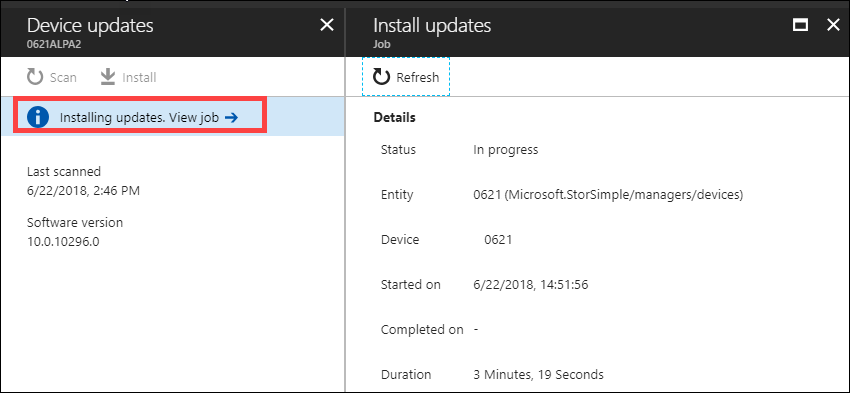 Device updates
0621ALPA2
Scan
Install
Installing updates. View job
Last scanned
6/22/2018, 2:46 PM
Software version
10.0.10296.0
Install updates
Job
Refresh
Details
Status In progress
Entity 0621 (Microsoft.StorSimple/managers/devices)
Device 0621
Started on 6/22/2018, 14:51:56
Completed on -
Duration 3 Minutes, 19 Seconds